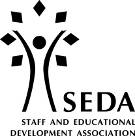 SEDA
STAFF AND EDUCATIONAL
DEVELOPMENT ASSOCIATION